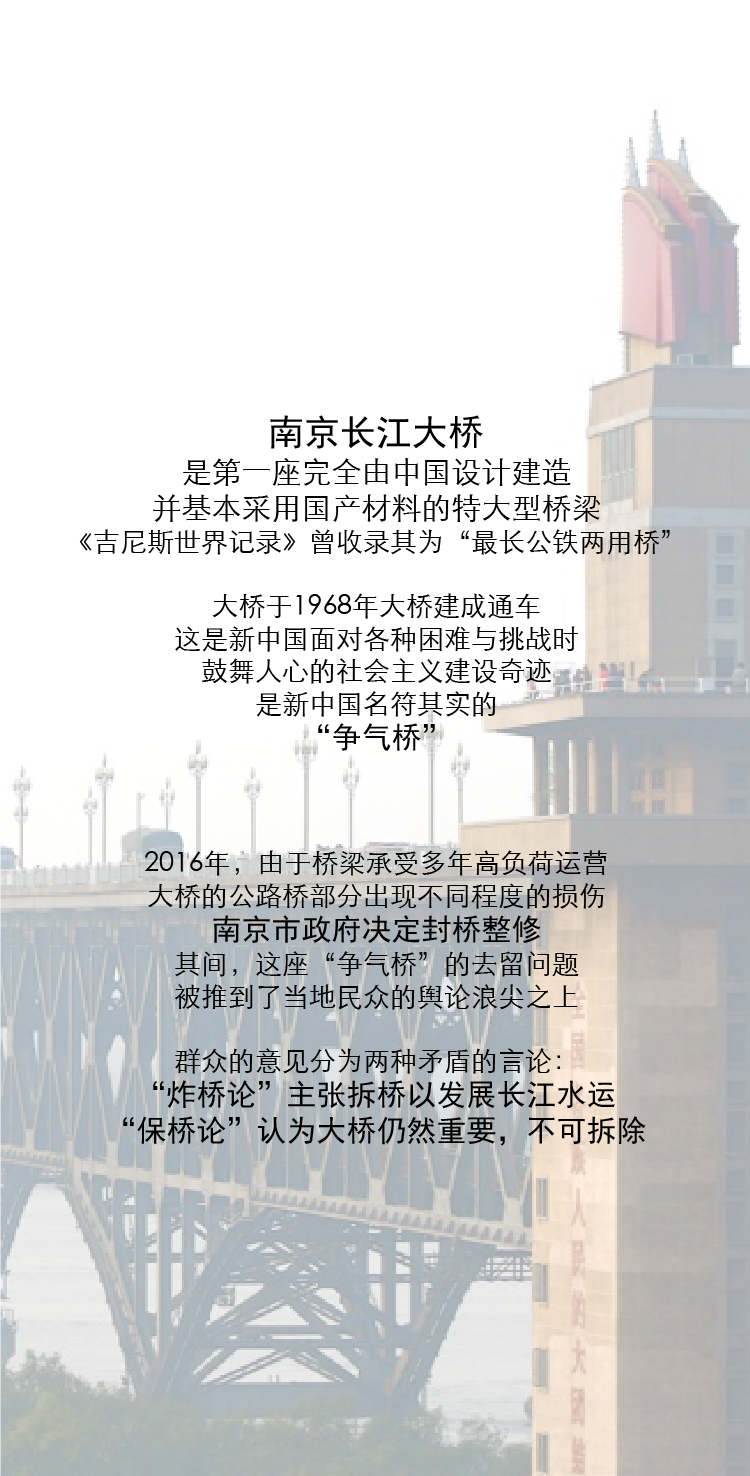 南京长江大桥
是第一座完全由中国设计建造
并基本采用国产材料的特大型桥梁
《吉尼斯世界记录》曾收录其为“最长公铁两用桥”
大桥于1968年大桥建成通车
这是新中国面对各种困难与挑战时
鼓舞人心的社会主义建设奇迹
是新中国名符其实的
“争气桥”
2016年，由于桥梁承受多年高负荷运营
大桥的公路桥部分出现不同程度的损伤
南京市政府决定封桥整修
其间，这座“争气桥”的去留问题
被推到了当地民众的舆论浪尖之上
群众的意见分为两种矛盾的言论：
“炸桥论”主张拆桥以发展长江水运
“保桥论”认为大桥仍然重要，不可拆除
全国 族人民的大团结